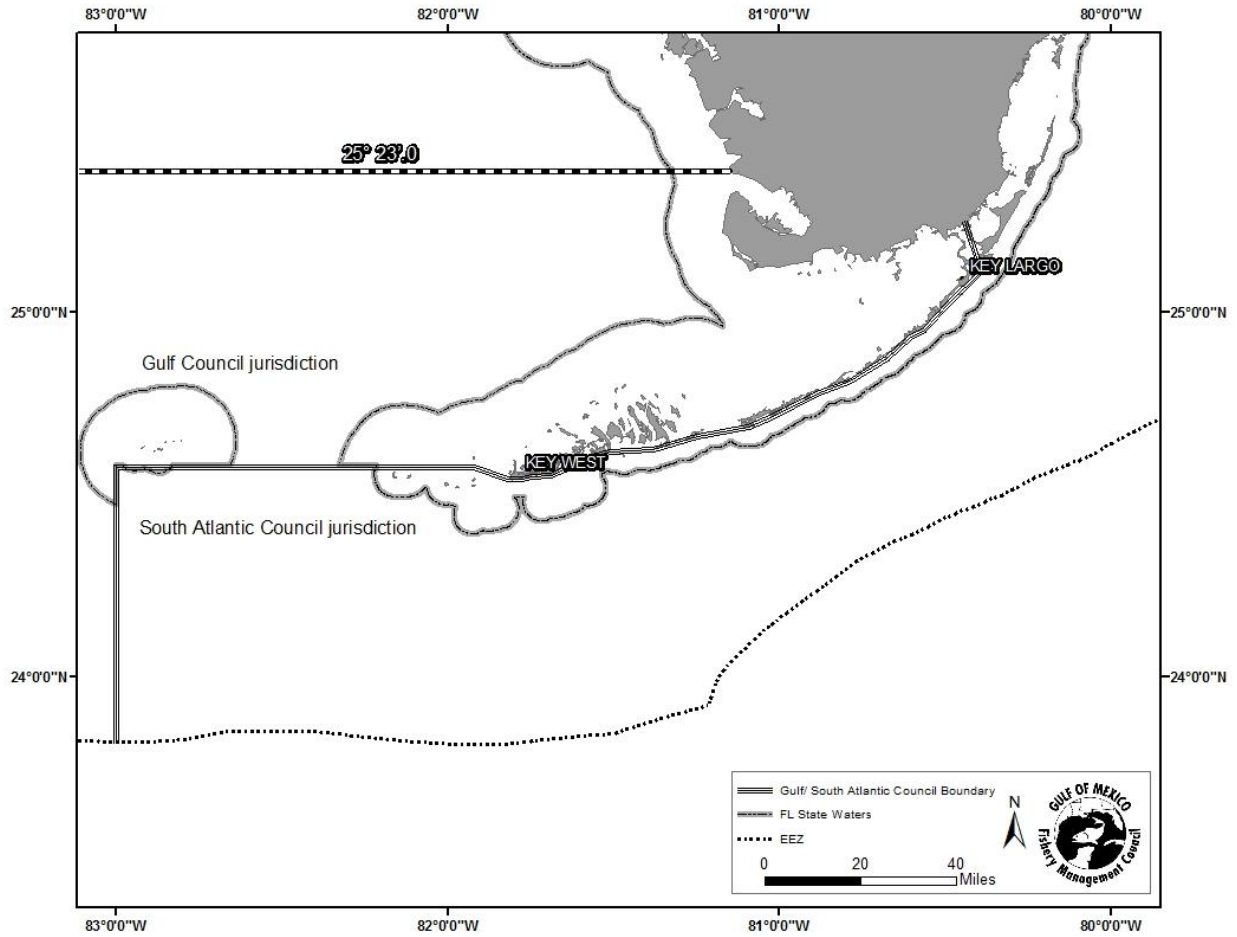 83°0'0"W 82°0'0"W 81°0'0"W 80°0'0"W
25° 23'.0
KEY LARGO
25°0'0"N 25°0'0"N
Gulf Council jurisdiction
KEY WEST
South Atlantic Council jurisdiction
24°0'0"N 24°0'0"N
Gulf/ South Atlantic Council Boundary
FL State Waters
EEZ
0 20 40
Miles
N
GULF OF MEXICO
Fishery Management Council
83°0'0"W 82°0'0"W 81°0'0"W 80°0'0"W